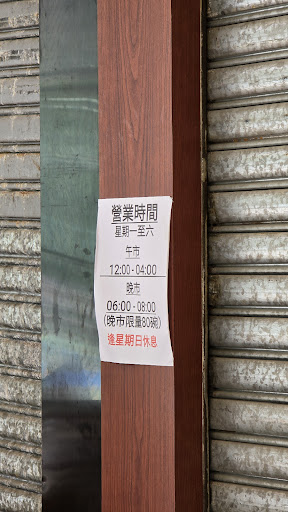 營業時間
星期一至六
午市
12:00-04:00
晚市
06:00-08:00
(晚市限量80碗)
逢星期日休息